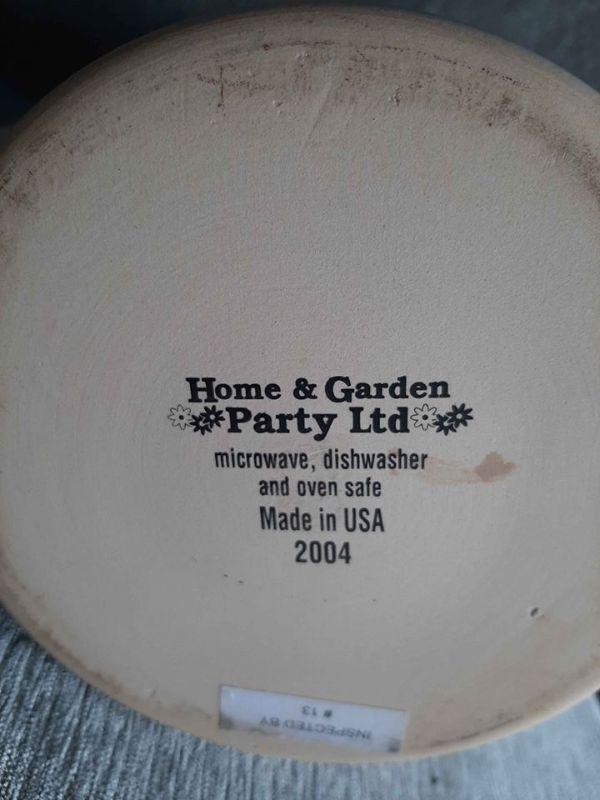 Home & Garden
Party Ltd
microwave, dishwasher
and oven safe
Made in USA
2004
INSPECTED BY
# 13